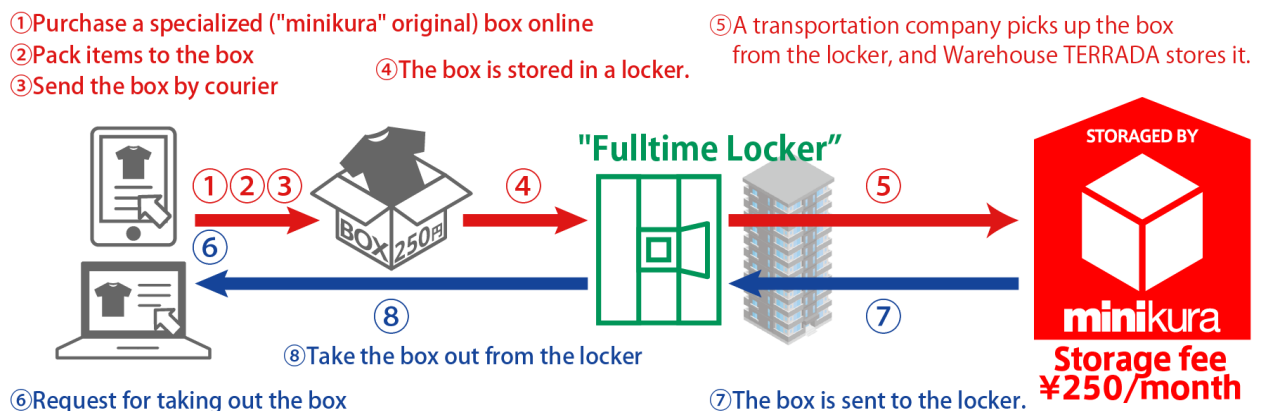 ①Purchase a specialized ("minikura" original) box online
②Pack items to the box
③Send the box by courier
④The box is stored in a locker.
⑤A transportation company picks up the box
from the locker, and Warehouse TERRADA stores it.
"Fulltime Locker”
STORAGED BY
①②③
④
⑤
BOX 250円
⑥
⑧
⑦
minikura
⑧Take the box out from the locker
Storage fee
¥250/month
⑥Request for taking out the box
⑦The box is sent to the locker.